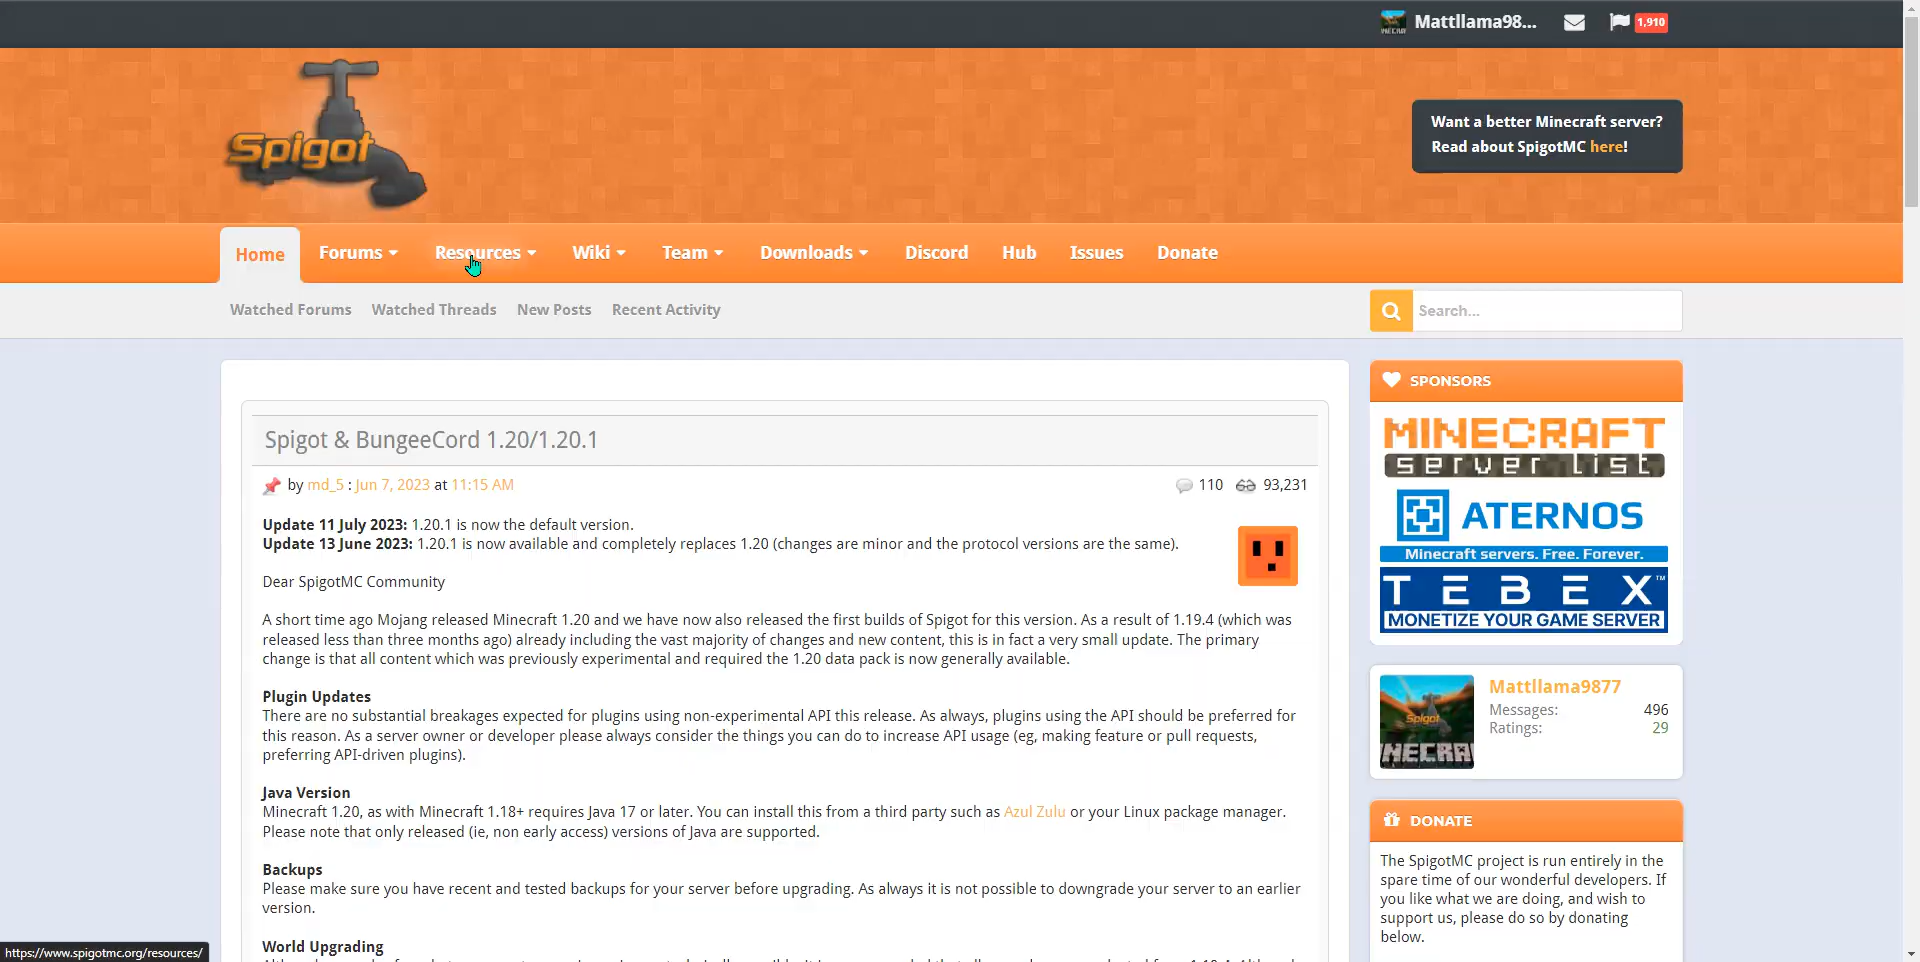 Mattllama98...
1,910
Spigot
Want a better Minecraft server?
Read about SpigotMC here!
Home
Forums
Resources
Wiki
Team
Downloads
Discord
Hub
Issues
Donate
Watched Forums
Watched Threads
New Posts
Recent Activity
Search...
Spigot & BungeeCord 1.20/1.20.1
by md_5 : Jun 7, 2023 at 11:15 AM
110
93,231
Update 11 July 2023: 1.20.1 is now the default version.
Update 13 June 2023: 1.20.1 is now available and completely replaces 1.20 (changes are minor and the protocol versions are the same).
Dear SpigotMC Community
A short time ago Mojang released Minecraft 1.20 and we have now also released the first builds of Spigot for this version. As a result of 1.19.4 (which was
released less than three months ago) already including the vast majority of changes and new content, this is in fact a very small update. The primary
change is that all content which was previously experimental and required the 1.20 data pack is now generally available.
Plugin Updates
There are no substantial breakages expected for plugins using non-experimental API this release. As always, plugins using the API should be preferred for
this reason. As a server owner or developer please always consider the things you can do to increase API usage (eg, making feature or pull requests,
preferring API-driven plugins).
Java Version
Minecraft 1.20, as with Minecraft 1.18+ requires Java 17 or later. You can install this from a third party such as Azul Zulu or your Linux package manager.
Please note that only released (ie, non early access) versions of Java are supported.
Backups
Please make sure you have recent and tested backups for your server before upgrading. As always it is not possible to downgrade your server to an earlier
version.
World Upgrading
SPONSORS
MINECRAFT
server list
ATERNOS
Minecraft servers. Free. Forever.
TEBEX™
MONETIZE YOUR GAME SERVER
Spigot
Mattllama9877
Messages: 496
Ratings: 29
DONATE
The SpigotMC project is run entirely in the
spare time of our wonderful developers. If
you like what we are doing, and wish to
support us, please do so by donating
below.
https://www.spigotmc.org/resources/